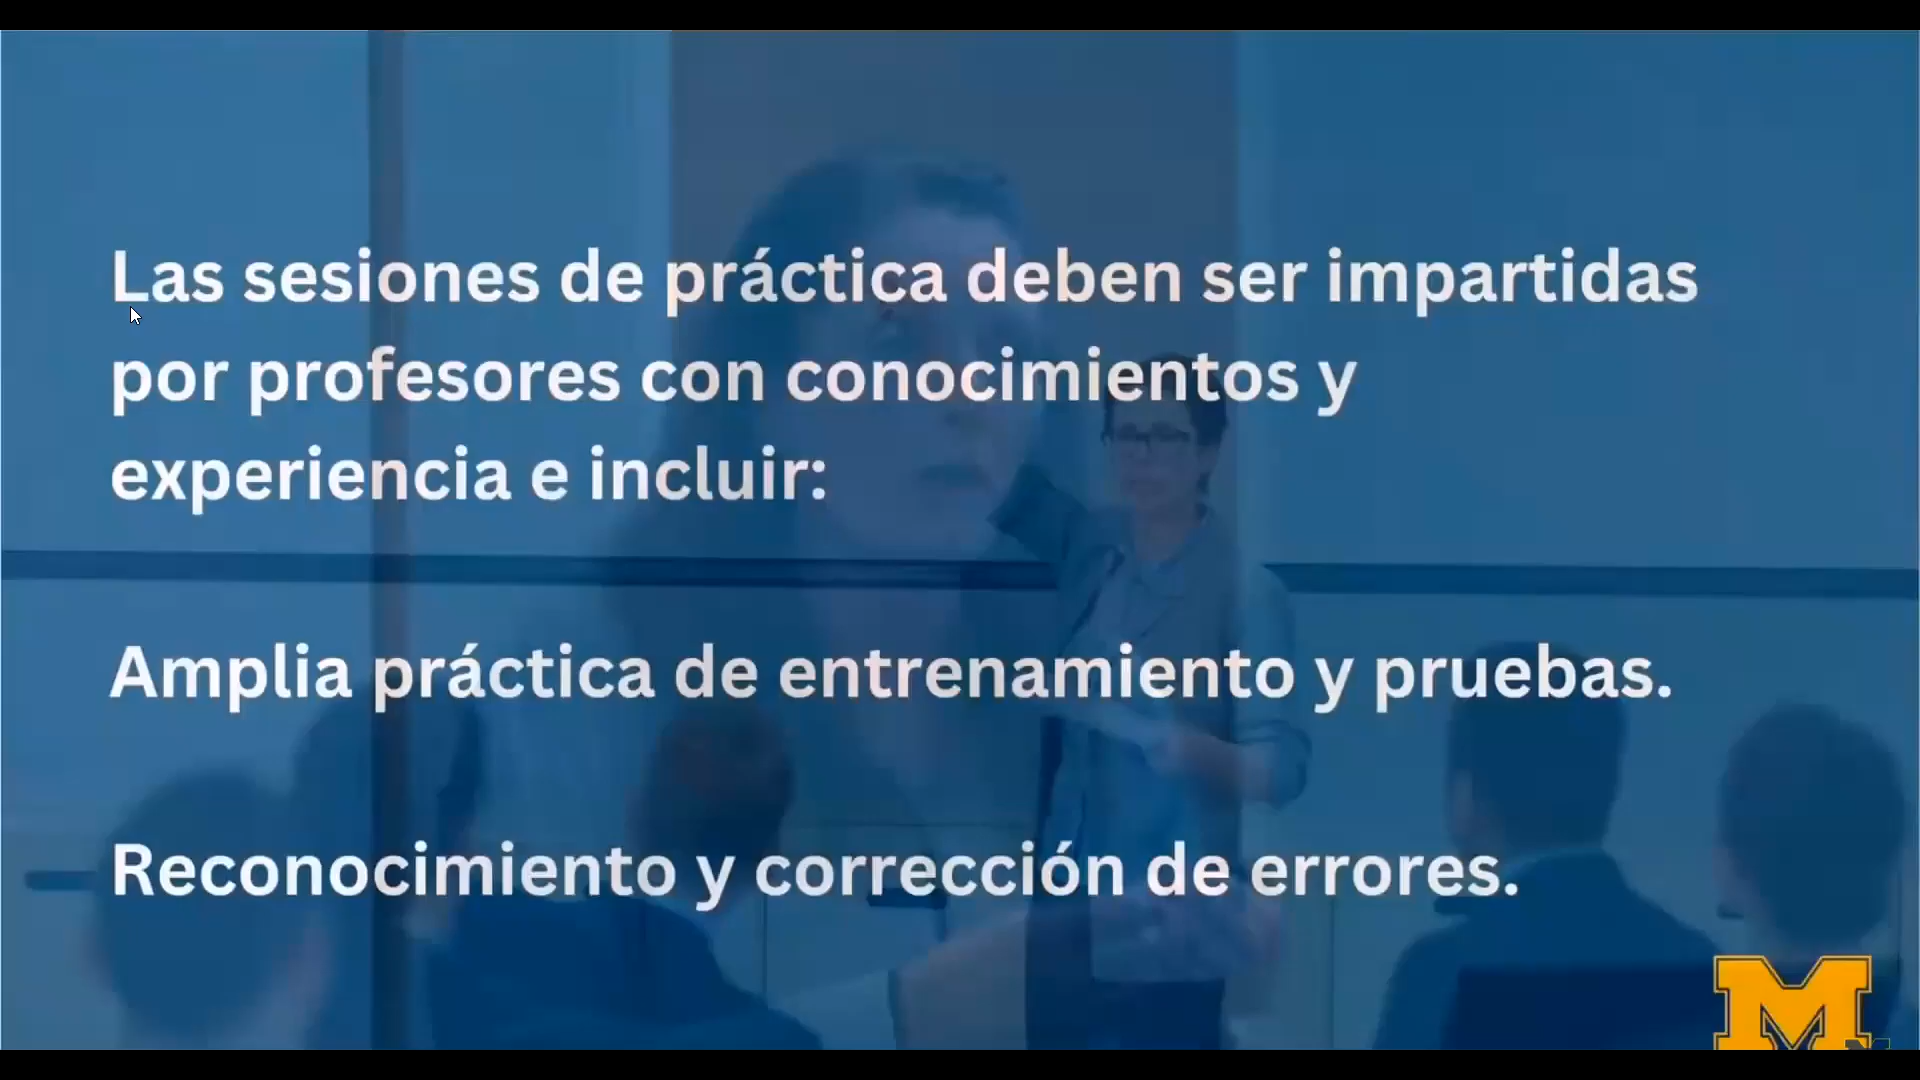 Las sesiones de práctica deben ser impartidas
por profesores con conocimientos y
experiencia e incluir:
Amplia práctica de entrenamiento y pruebas.
Reconocimiento y corrección de errores.
M